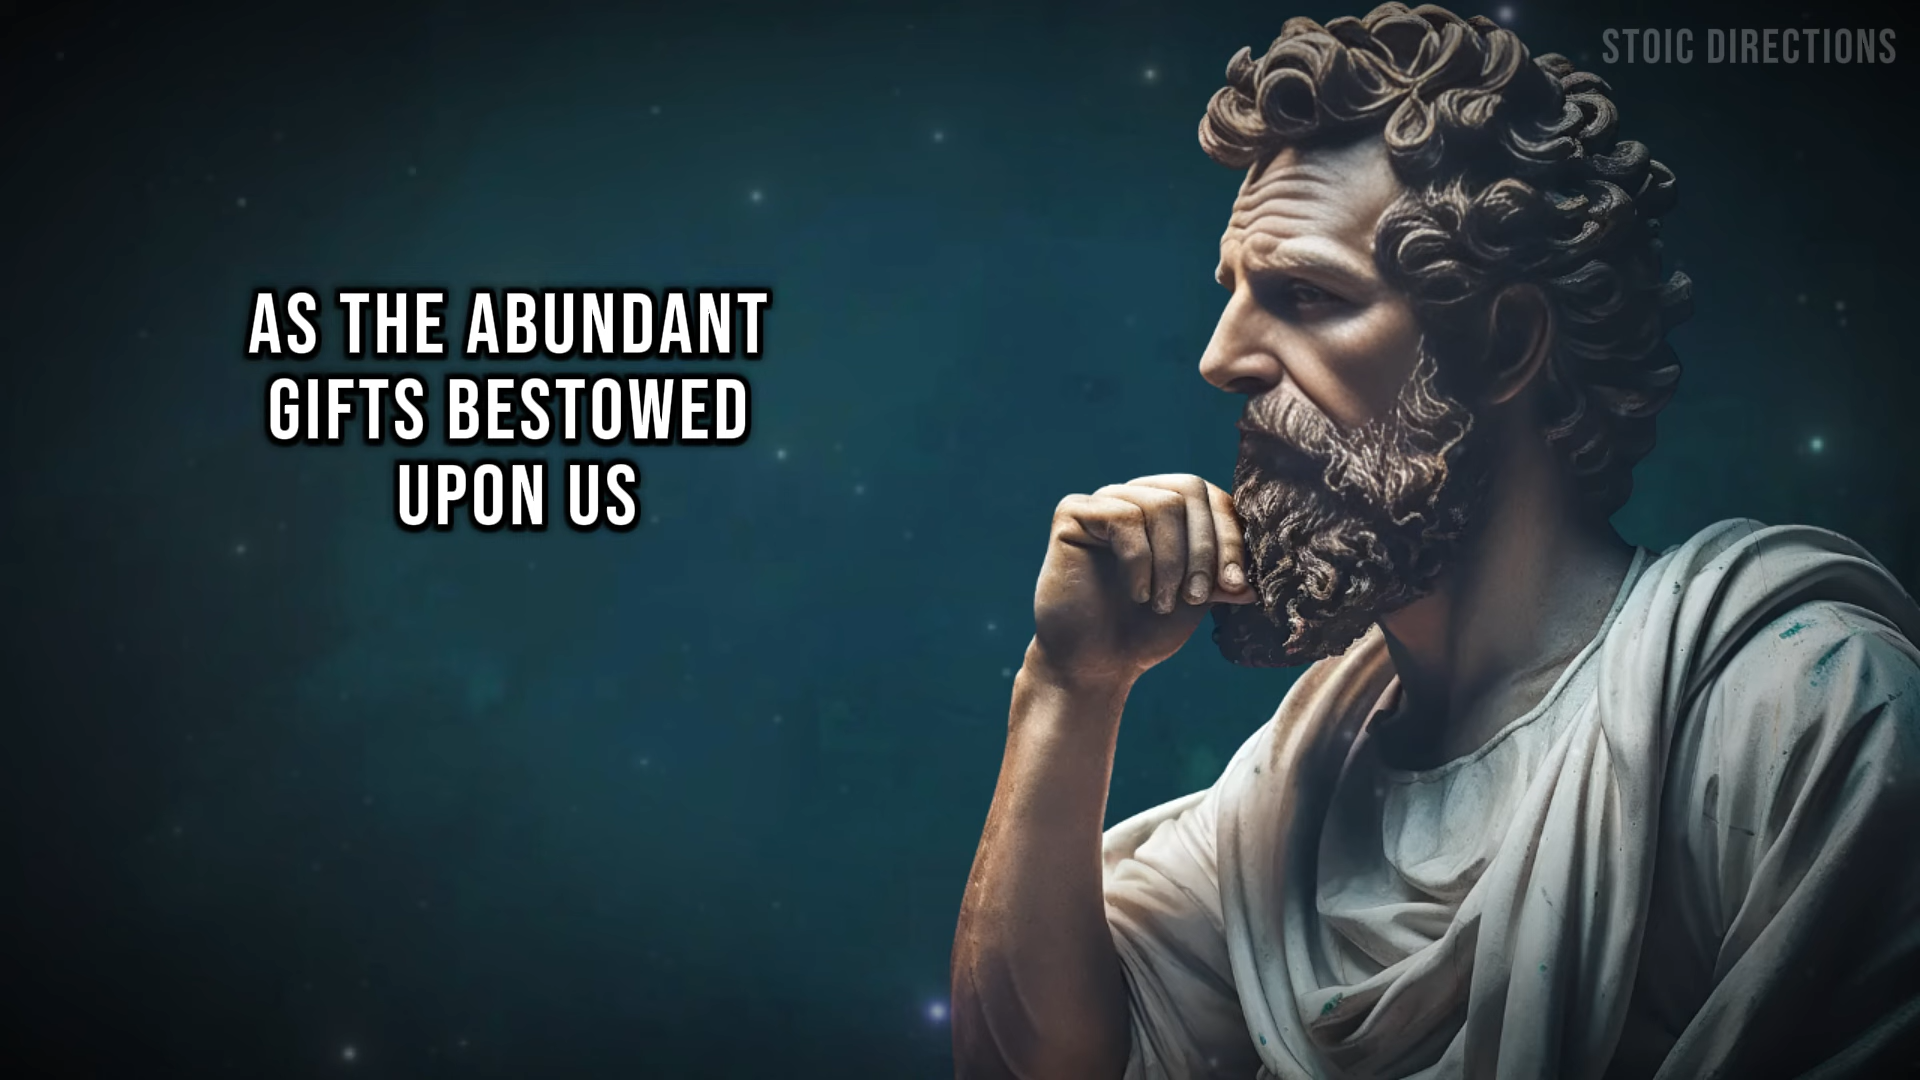 STOIC DIRECTIONS
AS THE ABUNDANT
GIFTS BESTOWED
UPON US